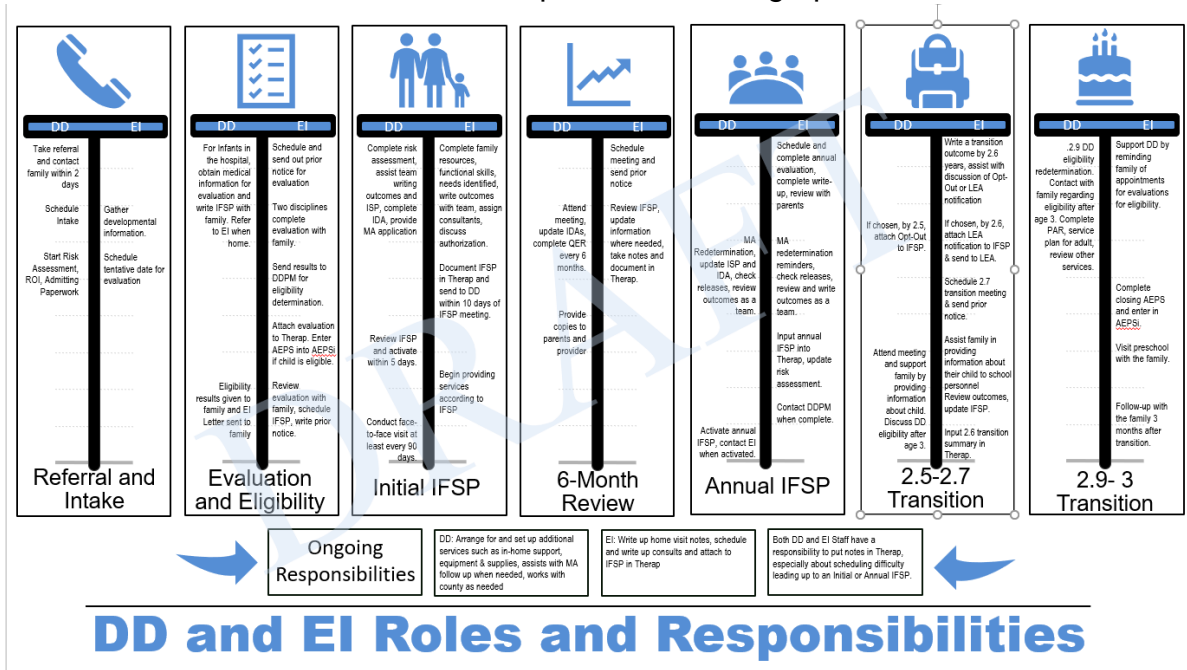 DD EI
Take referral
and contact
family within 2
days
Schedule
Intake
Start Risk
Assessment,
ROI, Admitting
Paperwork
Gather
developmental
information.
Schedule
tentative date for
evaluation
Referral and
Intake
DD EI
For Infants in
the hospital,
obtain medical
information for
evaluation and
write IFSP with
family. Refer
to EI when
home.
Eligibility
results given to
family and EI
Letter sent to
family
Schedule and
send out prior
notice for
evaluation
Two disciplines
complete
evaluation with
family.
Send results to
DDPM for
eligibility
determination.
Attach evaluation
to Therap. Enter
AEPS into AEPSi
if child is eligible.
Review
evaluation with
family, schedule
IFSP, write prior
notice.
Evaluation
and Eligibility
DD EI
Complete risk
assessment,
assist team
writing
outcomes and
ISP, complete
IDA, provide
MA application
Review IFSP
and activate
within 5 days.
Conduct face-
to-face visit at
least every 90
days.
Complete family
resources,
functional skills,
needs identified,
write outcomes
with team, assign
consultants,
discuss
authorization.
Document IFSP
in Therap and
send to DD
within 10 days of
IFSP meeting.
Begin providing
services
according to
IFSP
Initial IFSP
DD EI
Attend
meeting,
update IDAs,
complete QER
every 6
months.
Provide
copies to
parents and
provider
Schedule
meeting and
send prior
notice
Review IFSP,
update
information
where needed,
take notes and
document in
Therap.
6-Month
Review
DD EI
MA
Redetermination,
update ISP and
IDA, check
releases, review
outcomes as a
team.
Activate annual
IFSP, contact EI
when activated.
Schedule and
complete annual
evaluation,
complete write-
up, review with
parents
MA
redetermination
reminders,
check releases,
review and write
outcomes as a
team.
Input annual
IFSP into
Therap, update
risk
assessment.
Contact DDPM
when complete.
Annual IFSP
DD EI
If chosen, by 2.5,
attach Opt-Out
to IFSP.
Attend meeting
and support
family by
providing
information
about child.
Discuss DD
eligibility after
age 3.
Write a transition
outcome by 2.6
years, assist with
discussion of Opt-
Out or LEA
notification
If chosen, by 2.6,
attach LEA
notification to IFSP
& send to LEA.
Schedule 2.7
transition meeting
& send prior
notice.
Assist family in
providing
information about
their child to school
personnel
Review outcomes,
update IFSP.
Input 2.6 transition
summary in
Therap.
2.5-2.7
Transition
DD EI
.2.9 DD
eligibility
redetermination.
Contact with
family regarding
eligibility after
age 3. Complete
PAR, service
plan for adult,
review other
services.
Support DD by
reminding
family of
appointments
for evaluations
for eligibility.
Complete
closing AEPS
and enter in
AEPSi.
Visit preschool
with the family.
Follow-up with
the family 3
months after
transition.
2.9- 3
Transition
DRAFT
Ongoing
Responsibilities
DD: Arrange for and set up additional
services such as in-home support,
equipment & supplies, assists with MA
follow up when needed, works with
county as needed
EI: Write up home visit notes, schedule
and write up consults and attach to
IFSP in Therap
Both DD and EI Staff have a
responsibility to put notes in Therap,
especially about scheduling difficulty
leading up to an Initial or Annual IFSP.
DD and EI Roles and Responsibilities